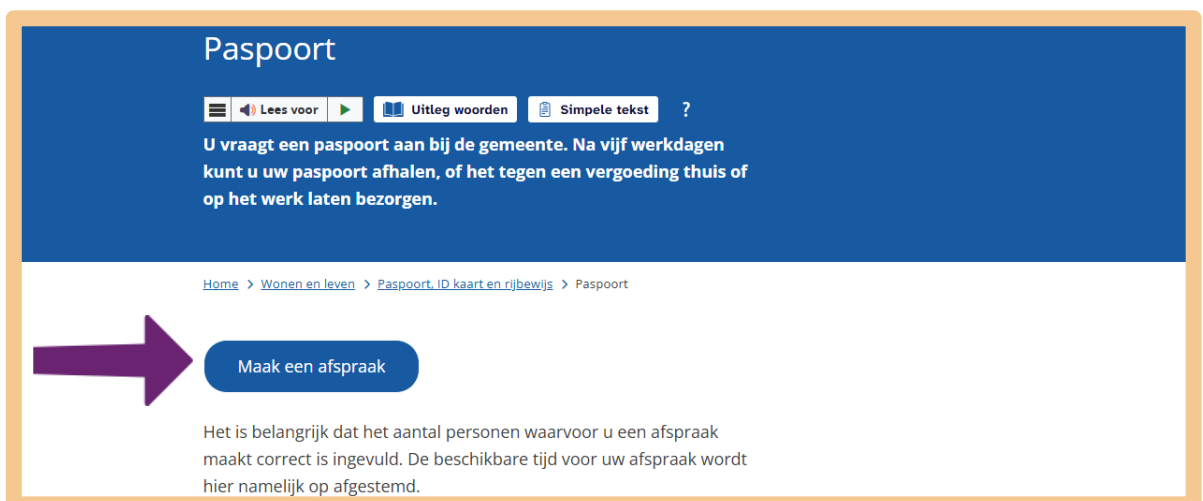 Paspoort
Lees voor Uitleg woorden Simpele tekst ?
U vraagt een paspoort aan bij de gemeente. Na vijf werkdagen
kunt u uw paspoort afhalen, of het tegen een vergoeding thuis of
op het werk laten bezorgen.
Home > Wonen en leven > Paspoort, ID kaart en rijbewijs > Paspoort
Maak een afspraak
Het is belangrijk dat het aantal personen waarvoor u een afspraak
maakt correct is ingevuld. De beschikbare tijd voor uw afspraak wordt
hier namelijk op afgestemd.